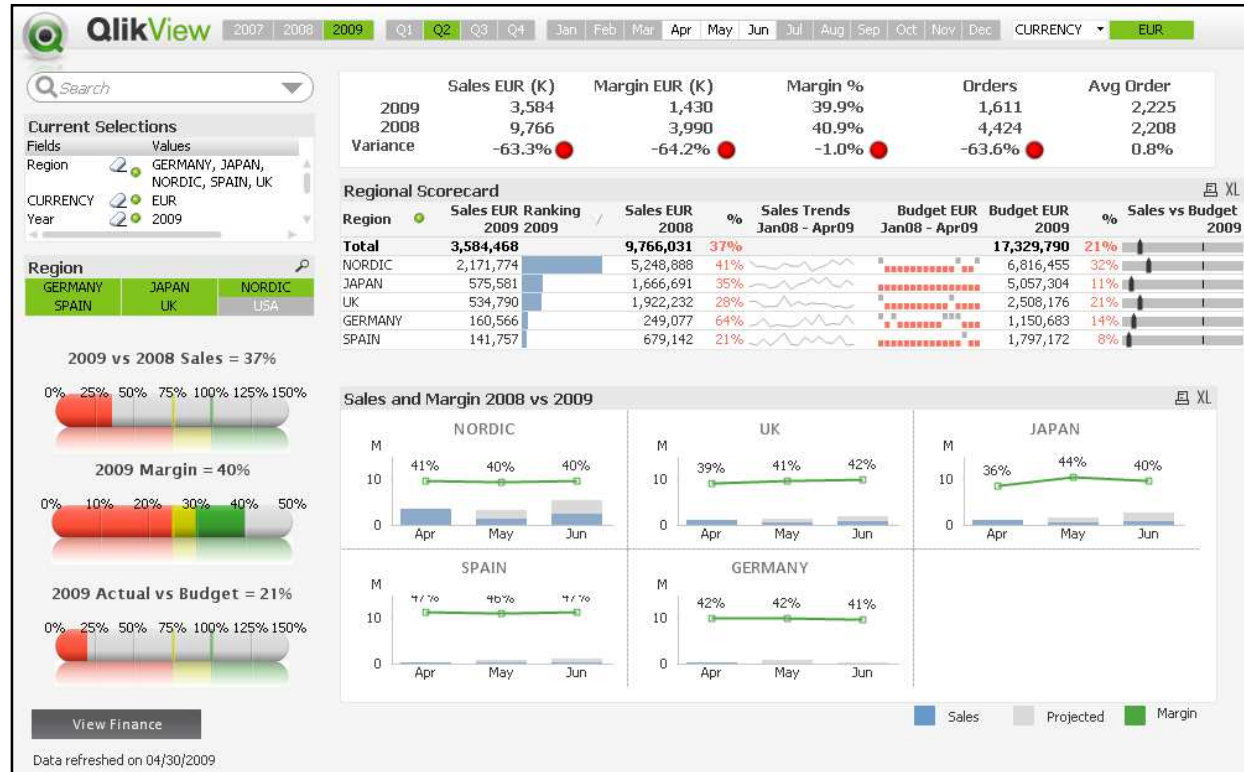 QlikView 2007 2008 2009 Q1 Q2 Q3 Q4 Jan Feb Mar Apr May Jun Jul Aug Sep Oct Nov Dec CURRENCY EUR
Search
Current Selections
Fields Values
Region GERMANY, JAPAN,
NORDIC, SPAIN, UK
CURRENCY EUR
Year 2009
Region
GERMANY JAPAN NORDIC
SPAIN UK USA
2009 vs 2008 Sales = 37%
0% 25% 50% 75% 100% 125% 150%
2009 Margin = 40%
0% 10% 20% 30% 40% 50%
2009 Actual vs Budget = 21%
0% 25% 50% 75% 100% 125% 150%
View Finance
Data refreshed on 04/30/2009
Sales EUR (K) Margin EUR (K) Margin % Orders Avg Order
2009 3,584 1,430 39.9% 1,611 2,225
2008 9,766 3,990 40.9% 4,424 2,208
Variance -63.3% -64.2% -1.0% -63.6% 0.8%
Regional Scorecard XL
Region Sales EUR 2009 Ranking 2009 Sales EUR 2008 % Sales Trends Jan08 - Apr09 Budget EUR Jan08 - Apr09 Budget EUR 2009 % Sales vs Budget 2009
Total 3,584,468 9,766,031 37% 17,329,790 21%
NORDIC 2,171,774 5,248,888 41% 6,816,455 32%
JAPAN 575,581 1,666,691 35% 5,057,304 11%
UK 534,790 1,922,232 28% 2,508,176 21%
GERMANY 160,566 249,077 64% 1,150,683 14%
SPAIN 141,757 679,142 21% 1,797,172 8%
Sales and Margin 2008 vs 2009 XL
NORDIC
M
41% 40% 40%
10
0
Apr May Jun
UK
M
39% 41% 42%
10
0
Apr May Jun
JAPAN
M
36% 44% 40%
10
0
Apr May Jun
SPAIN
M
47% 46% 47%
10
0
Apr May Jun
GERMANY
M
42% 42% 41%
10
0
Apr May Jun
Sales Projected Margin